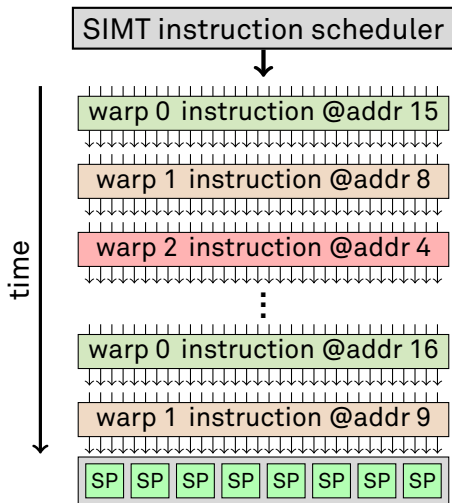 SIMT instruction scheduler
time
warp 0 instruction @addr 15
warp 1 instruction @addr 8
warp 2 instruction @addr 4
warp 0 instruction @addr 16
warp 1 instruction @addr 9
SP SP SP SP SP SP SP SP